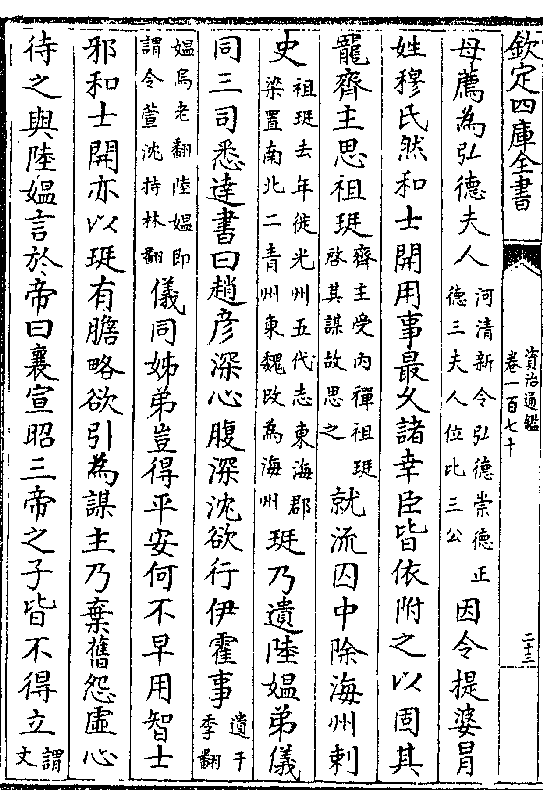 欽定四庫全書
資治通鑑
卷一百七十
二十三
母薦為弘德夫人河清新令弘德崇德正德三夫人位比三公因令提婆冒
姓穆氏然和士開用事最久諸幸臣皆依附之以固其
寵齊主思祖珽齊主受內禪祖珽啓其謀故思之就流囚中除海州刺
史祖珽去年徙光州五代志東海郡梁置南北二青州東魏改為海州珽乃遺陸媼弟儀
同三司悉達書曰趙彦深心腹深沈欲行伊霍事遺于季翻
媼烏老翻陸媼即謂令萱沈持林翻儀同姊弟豈得平安何不早用智士
邪和士開亦以珽有膽略欲引為謀主乃棄舊怨虛心
待之與陸媼言於帝曰襄宣昭三帝之子皆不得立謂文